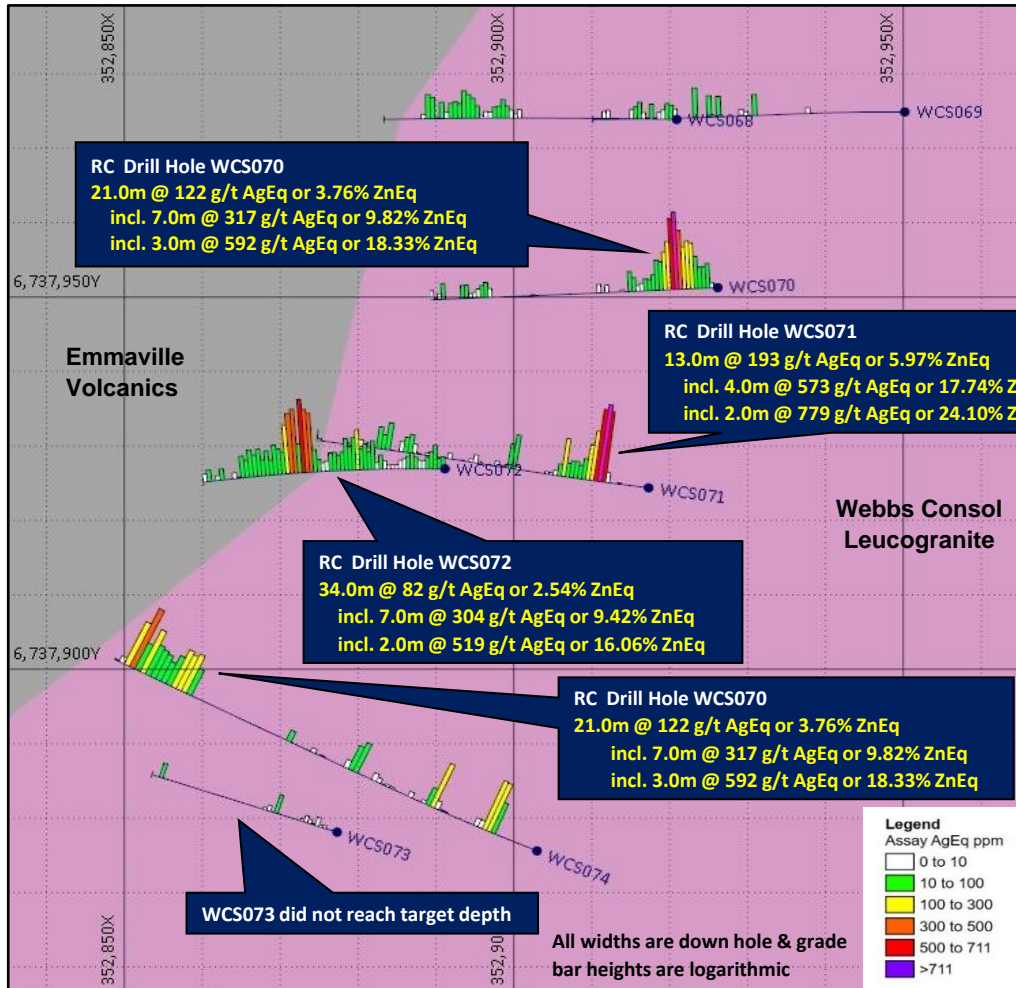 352,850X
352,900X
352,950X
WCS068
WCS069
RC Drill Hole WCS070
21.0m @ 122 g/t AgEq or 3.76% ZnEq
incl. 7.0m @ 317 g/t AgEq or 9.82% ZnEq
incl. 3.0m @ 592 g/t AgEq or 18.33% ZnEq
6,737,950Y
WCS070
Emmaville
Volcanics
RC Drill Hole WCS071
13.0m @ 193 g/t AgEq or 5.97% ZnEq
incl. 4.0m @ 573 g/t AgEq or 17.74% Z
incl. 2.0m @ 779 g/t AgEq or 24.10% Z
WCS072
WCS071
Webbs Consol
Leucogranite
RC Drill Hole WCS072
34.0m @ 82 g/t AgEq or 2.54% ZnEq
incl. 7.0m @ 304 g/t AgEq or 9.42% ZnEq
incl. 2.0m @ 519 g/t AgEq or 16.06% ZnEq
6,737,900Y
RC Drill Hole WCS070
21.0m @ 122 g/t AgEq or 3.76% ZnEq
incl. 7.0m @ 317 g/t AgEq or 9.82% ZnEq
incl. 3.0m @ 592 g/t AgEq or 18.33% ZnEq
WCS073
WCS074
WCS073 did not reach target depth
352,850X
352,90
All widths are down hole & grade
bar heights are logarithmic
Legend
Assay AgEq ppm
0 to 10
10 to 100
100 to 300
300 to 500
500 to 711
>711